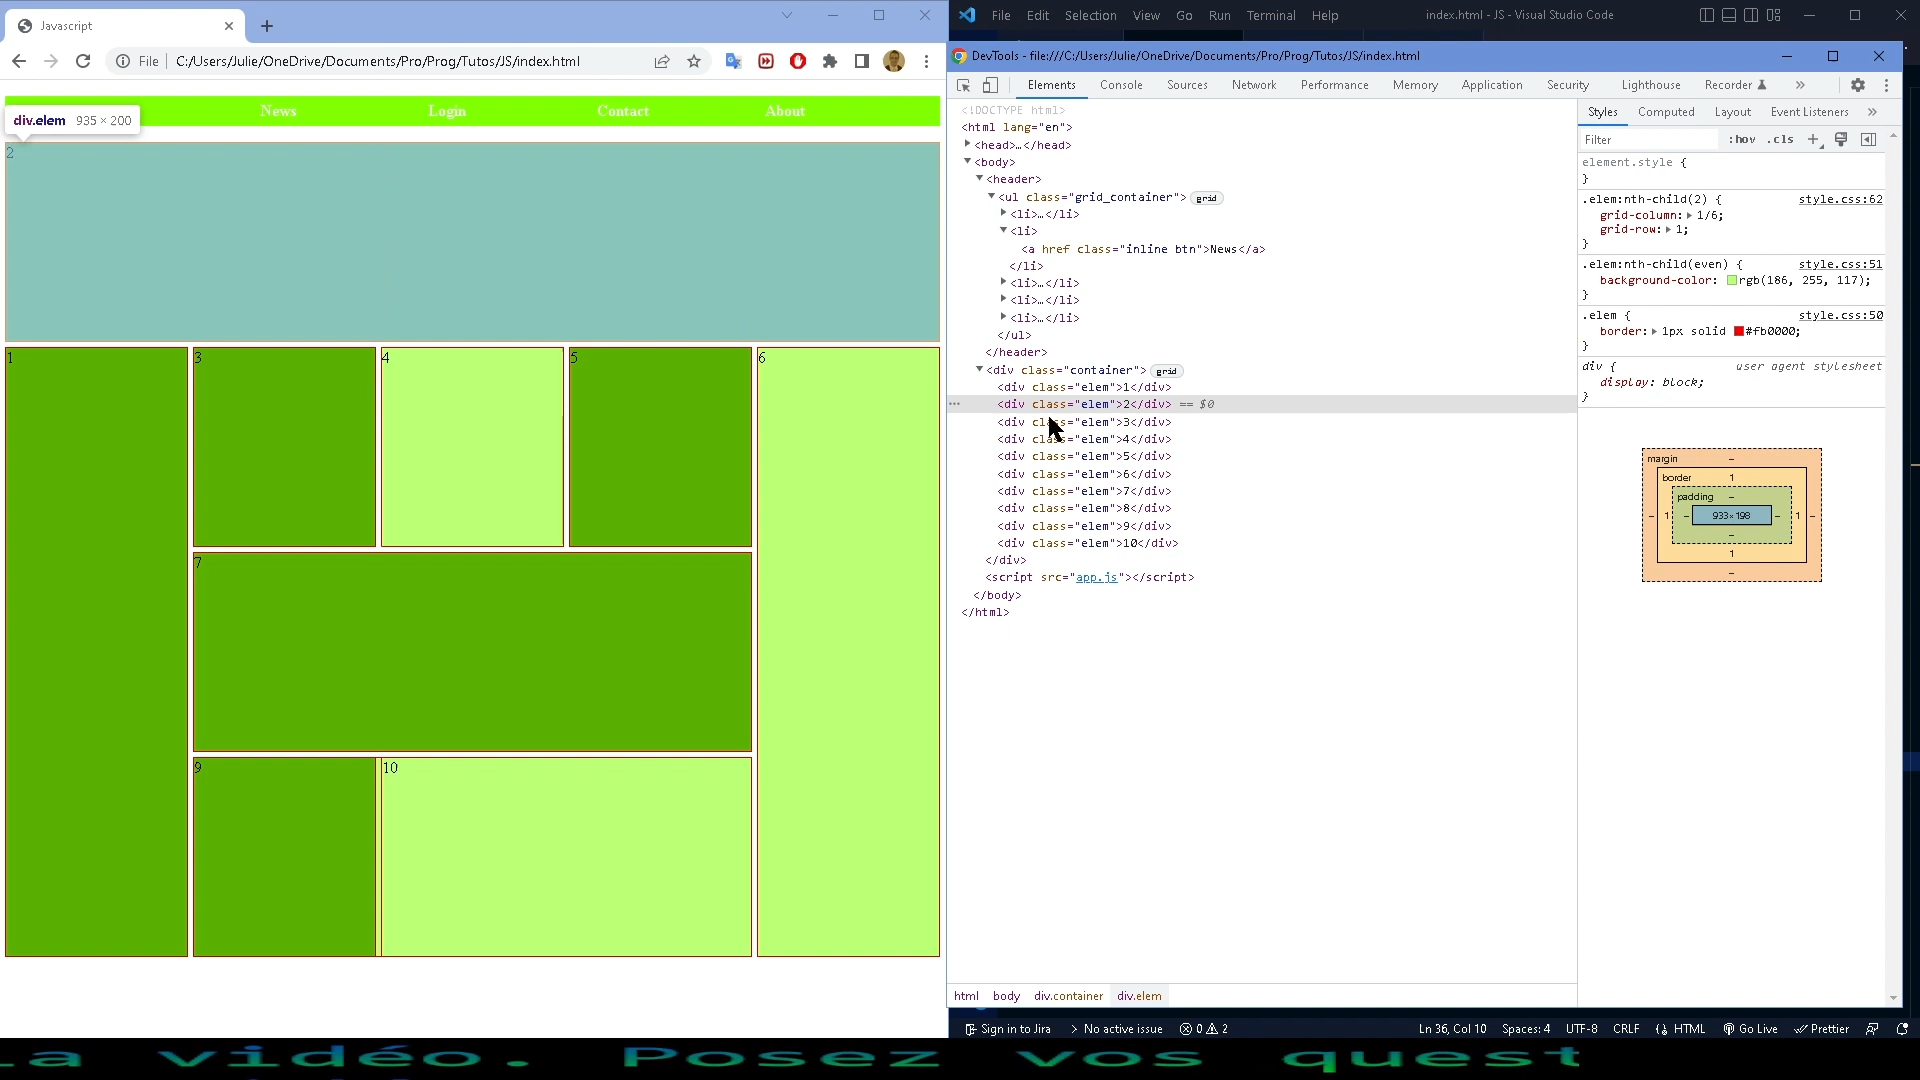 Javascript
File C:/Users/Julie/OneDrive/Documents/Pro/Prog/Tutos/JS/index.html
News Login Contact About
div.elem 935 × 200
2
1 3 4 5 6
7
9 10
File Edit Selection View Go Run Terminal Help index.html - JS - Visual Studio Code
DevTools - file:///C:/Users/Julie/OneDrive/Documents/Pro/Prog/Tutos/JS/index.html
Elements Console Sources Network Performance Memory Application Security Lighthouse Recorder »
<!DOCTYPE html>
<html lang="en">
<head>…</head>
<body>
<header>
<ul class="grid_container"> grid
<li>…</li>
<li>
<a href class="inline btn">News</a>
</li>
<li>…</li>
<li>…</li>
<li>…</li>
</ul>
</header>
<div class="container"> grid
<div class="elem">1</div>
… <div class="elem">2</div> == $0
<div class="elem">3</div>
<div class="elem">4</div>
<div class="elem">5</div>
<div class="elem">6</div>
<div class="elem">7</div>
<div class="elem">8</div>
<div class="elem">9</div>
<div class="elem">10</div>
</div>
<script src="app.js"></script>
</body>
</html>
html body div.container div.elem
Styles Computed Layout Event Listeners »
Filter :hov .cls +
element.style {
}
.elem:nth-child(2) { style.css:62
grid-column: 1/6;
grid-row: 1;
}
.elem:nth-child(even) { style.css:51
background-color: rgb(186, 255, 117);
}
.elem { style.css:50
border: 1px solid #fb0000;
}
div { user agent stylesheet
display: block;
}
margin –
border 1
padding –
– 1 – 933×198 – 1 –
–
1
–
Sign in to Jira No active issue 0 2 Ln 36, Col 10 Spaces: 4 UTF-8 CRLF HTML Go Live Prettier
la vidéo. Posez vos quest